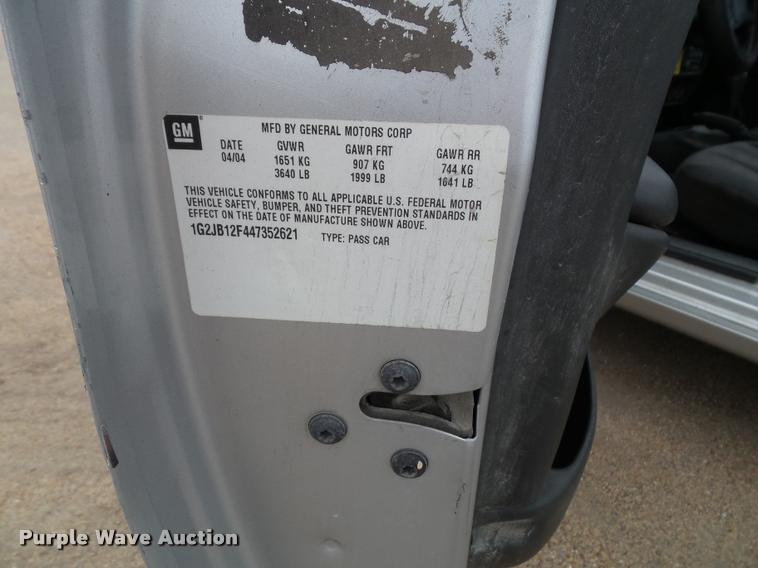 GM ® MFD BY GENERAL MOTORS CORP
DATE GVWR GAWR FRT GAWR RR
04/04 1651 KG 907 KG 744 KG
3640 LB 1999 LB 1641 LB
THIS VEHICLE CONFORMS TO ALL APPLICABLE U.S. FEDERAL MOTOR
VEHICLE SAFETY, BUMPER, AND THEFT PREVENTION STANDARDS IN
EFFECT ON THE DATE OF MANUFACTURE SHOWN ABOVE.
1G2JB12F447352621 TYPE: PASS CAR
Purple Wave Auction